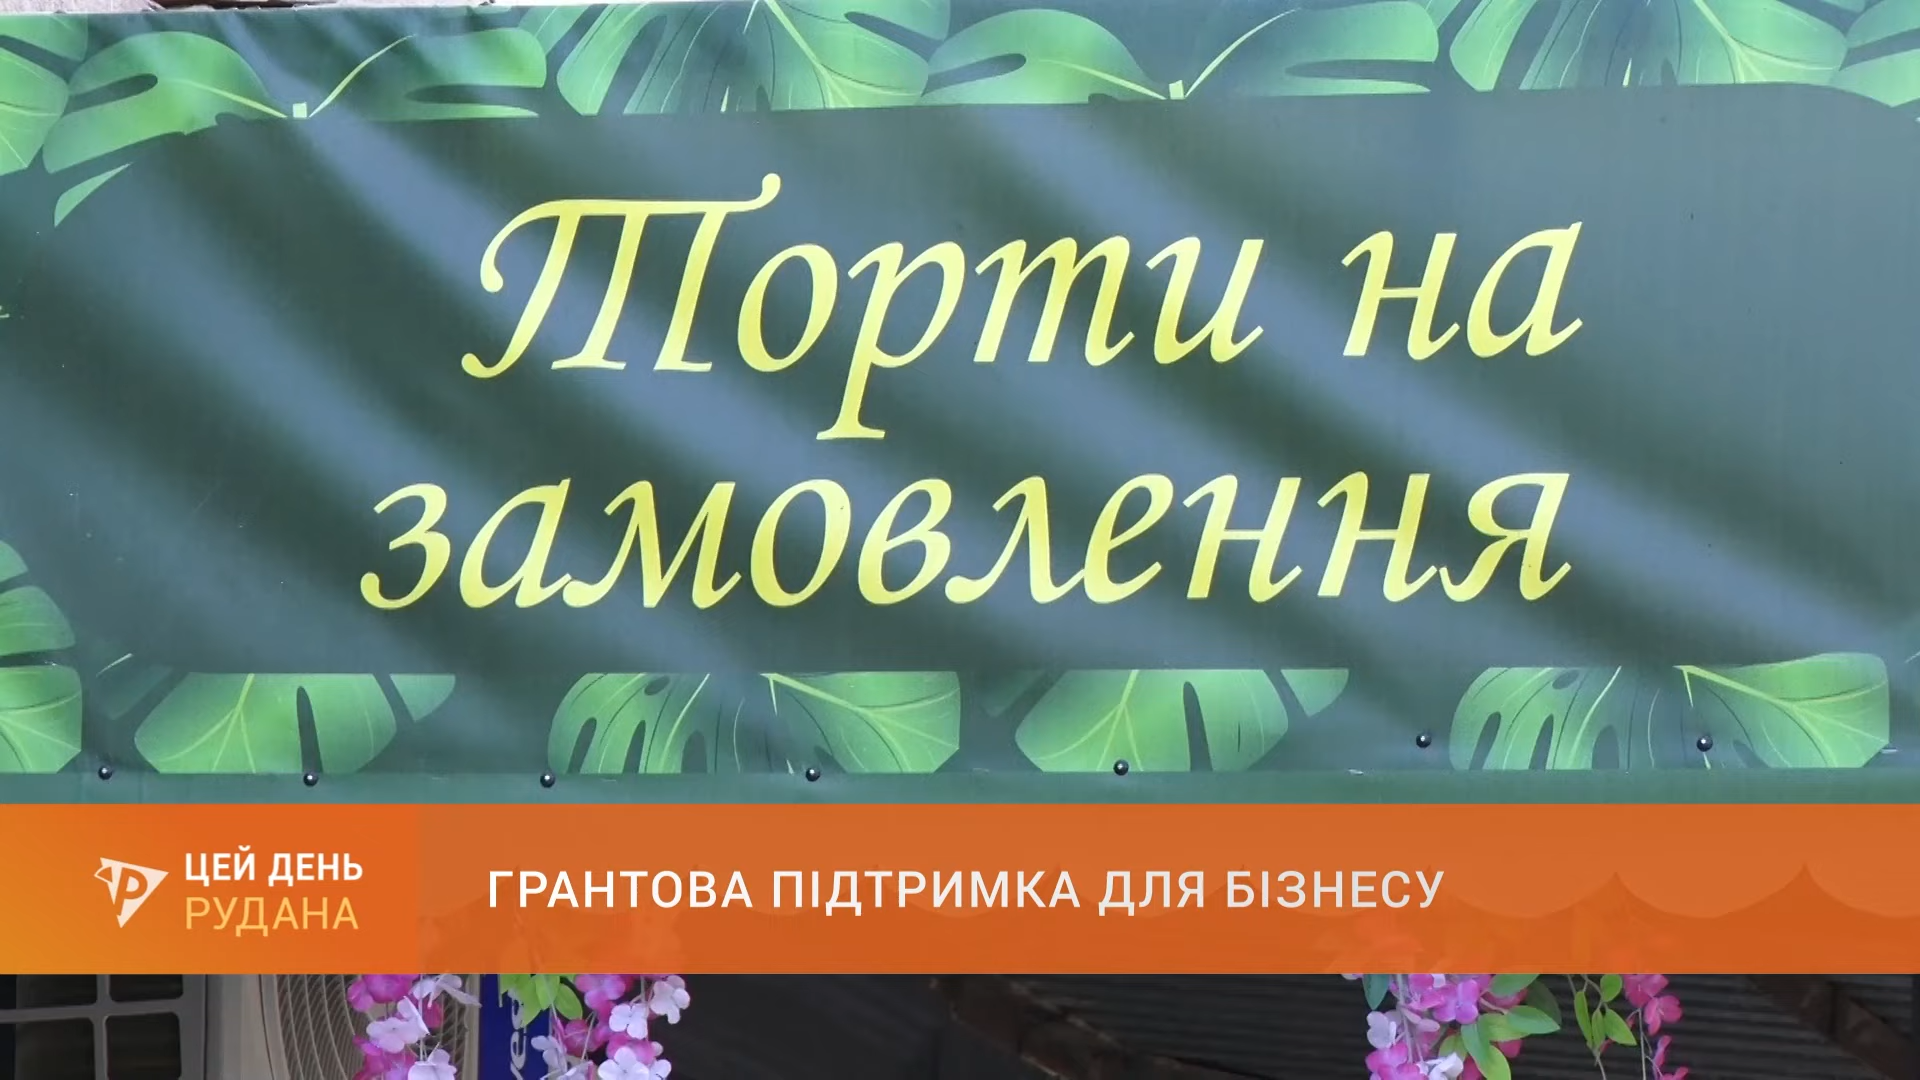 Торти на
замовлення
ЦЕЙ ДЕНЬ
РУДАНА
ГРАНТОВА ПІДТРИМКА ДЛЯ БІЗНЕСУ